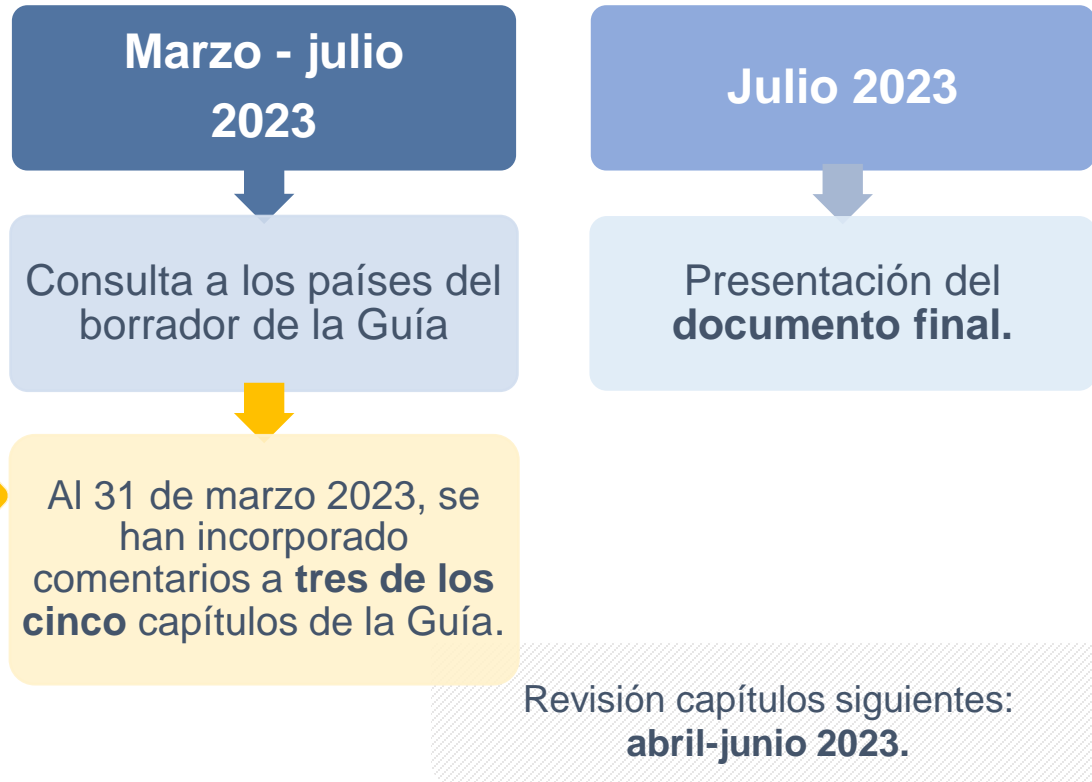 Marzo - julio
2023
Consulta a los países del
borrador de la Guía
Al 31 de marzo 2023, se
han incorporado
comentarios a tres de los
cinco capítulos de la Guía.
Julio 2023
Presentación del
documento final.
Revisión capítulos siguientes:
abril-junio 2023.